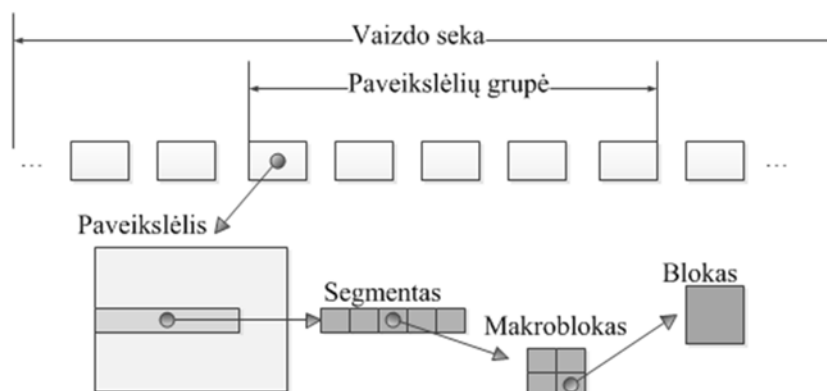 Vaizdo seka
Paveikslėlių grupė
... ...
Paveikslėlis
Segmentas
Makroblokas
Blokas